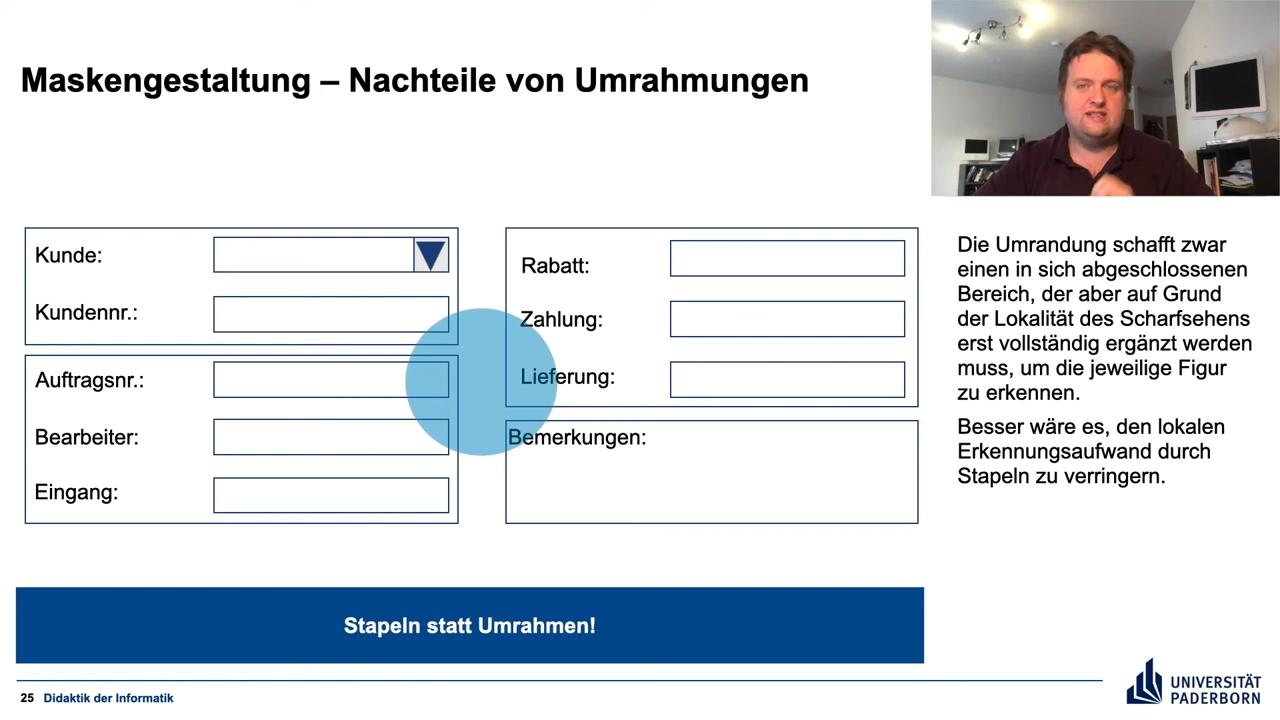 Maskengestaltung – Nachteile von Umrahmungen
Kunde:
Kundennr.:
Auftragsnr.:
Bearbeiter:
Eingang:
Rabatt:
Zahlung:
Lieferung:
Bemerkungen:
Die Umrandung schafft zwar
einen in sich abgeschlossenen
Bereich, der aber auf Grund
der Lokalität des Scharfsehens
erst vollständig ergänzt werden
muss, um die jeweilige Figur
zu erkennen.
Besser wäre es, den lokalen
Erkennungsaufwand durch
Stapeln zu verringern.
Stapeln statt Umrahmen!
25 Didaktik der Informatik
UNIVERSITÄT
PADERBORN